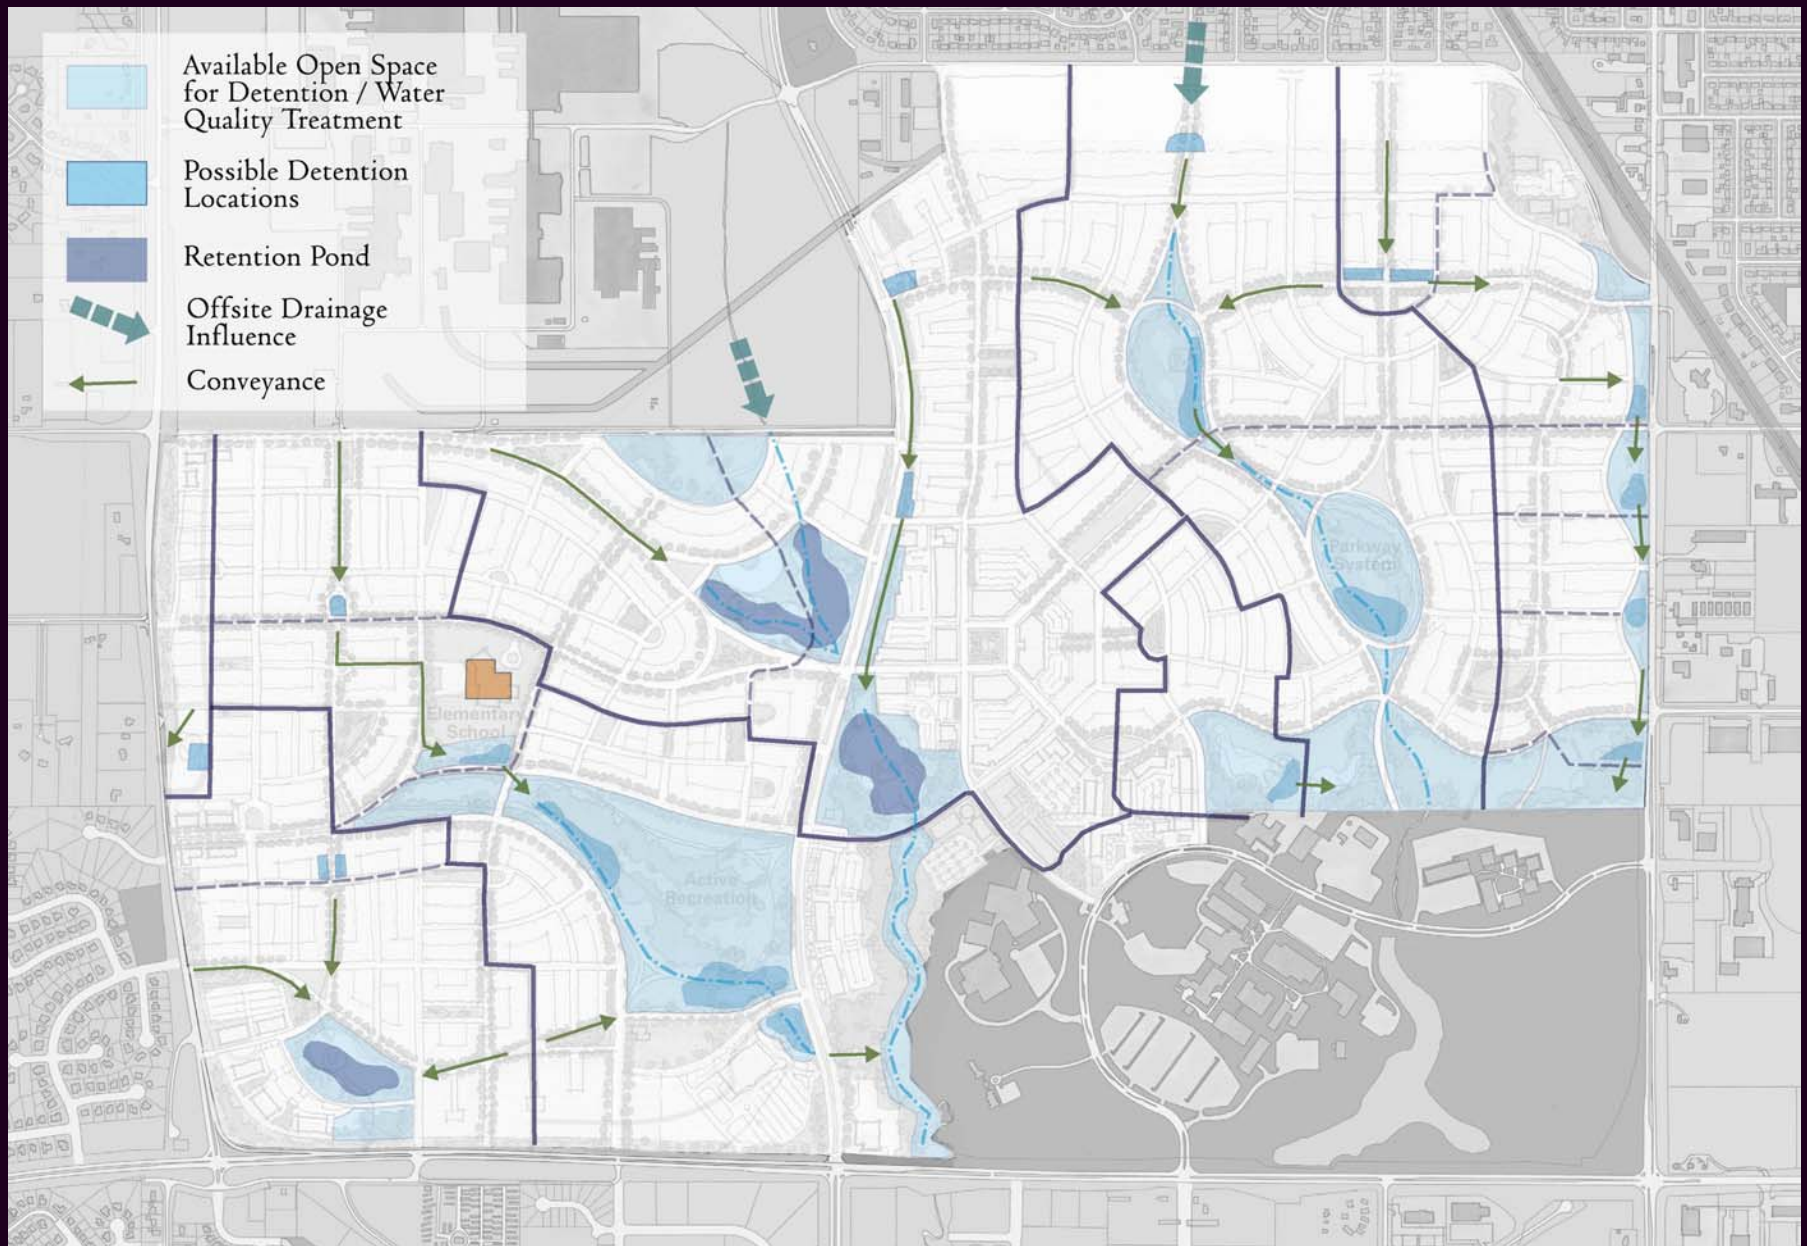 Available Open Space
for Detention / Water
Quality Treatment
Possible Detention
Locations
Retention Pond
Offsite Drainage
Influence
Conveyance
Parkway
System
Elementary
School
Active
Recreation